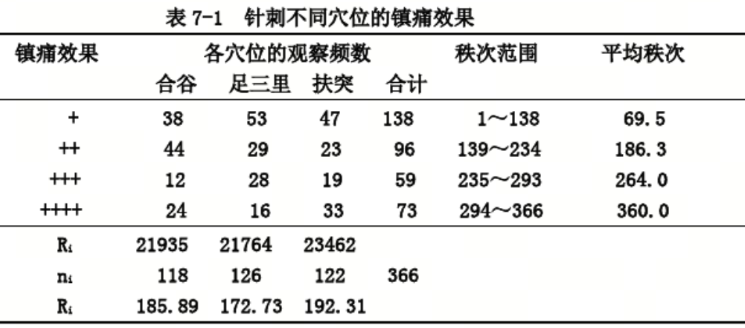 表 7-1 针刺不同穴位的镇痛效果
镇痛效果 各穴位的观察频数 秩次范围 平均秩次
合谷 足三里 扶突 合计
+ 38 53 47 138 1～138 69.5
++ 44 29 23 96 139～234 186.3
+++ 12 28 19 59 235～293 264.0
++++ 24 16 33 73 294～366 360.0
Ri 21935 21764 23462
ni 118 126 122 366
Ri 185.89 172.73 192.31